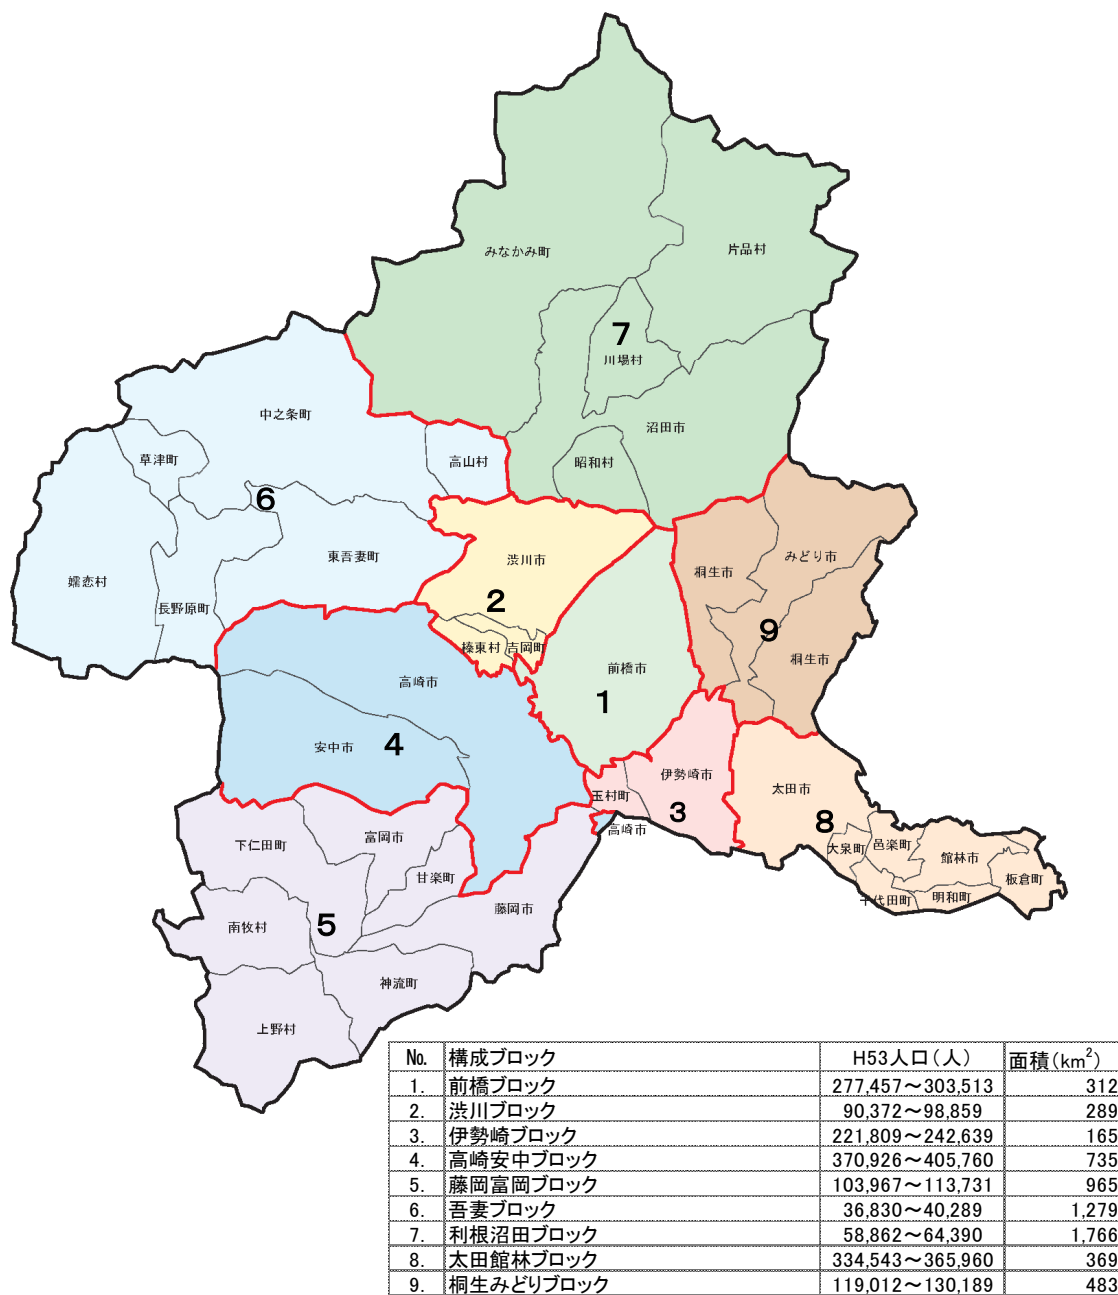 みなかみ町
片品村
7
川場村
中之条町
沼田市
草津町
高山村
昭和村
6
東吾妻町
渋川市
みどり市
桐生市
嬬恋村
長野原町
2
9
榛東村
吉岡町
桐生市
前橋市
高崎市
1
安中市
4
伊勢崎市
太田市
玉村町
3
高崎市
8
下仁田町
富岡市
大泉町
邑楽町
館林市
甘楽町
板倉町
藤岡市
千代田町
明和町
南牧村
5
神流町
上野村
No. 構成ブロック H53人口(人) 面積(km²)
1. 前橋ブロック 277,457～303,513 312
2. 渋川ブロック 90,372～98,859 289
3. 伊勢崎ブロック 221,809～242,639 165
4. 高崎安中ブロック 370,926～405,760 735
5. 藤岡富岡ブロック 103,967～113,731 965
6. 吾妻ブロック 36,830～40,289 1,279
7. 利根沼田ブロック 58,862～64,390 1,766
8. 太田館林ブロック 334,543～365,960 369
9. 桐生みどりブロック 119,012～130,189 483